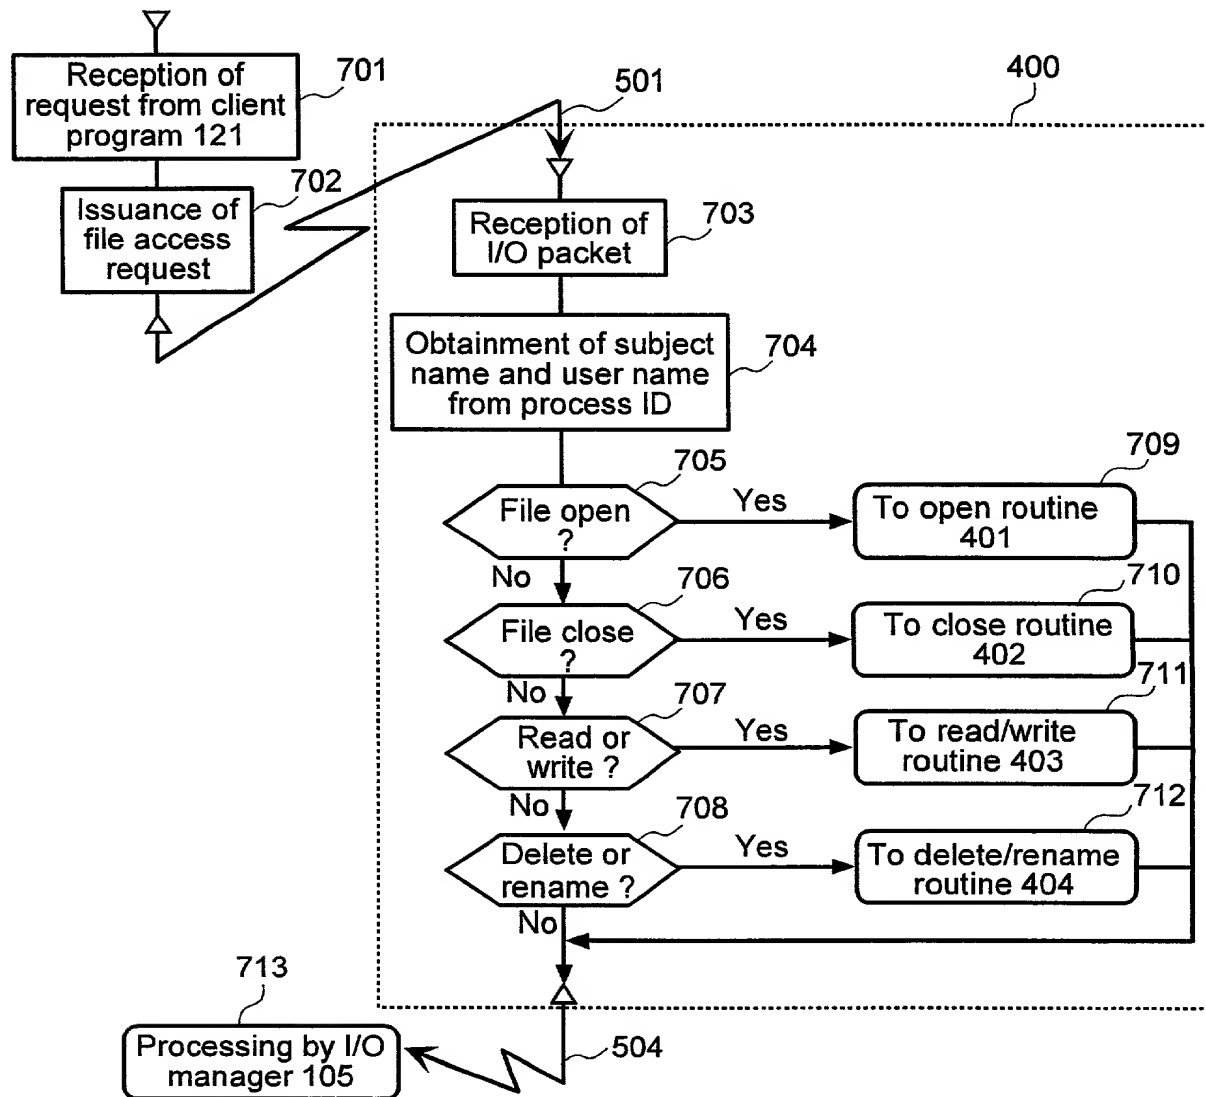 Reception of
request from client
program 121
701
Issuance of
file access
request
702
501
400
Reception of
I/O packet
703
Obtainment of subject
name and user name
from process ID
704
File open
?
705
Yes
To open routine
401
709
No
File close
?
706
Yes
To close routine
402
710
No
Read or
write ?
707
Yes
To read/write
routine 403
711
No
Delete or
rename ?
708
Yes
To delete/rename
routine 404
712
No
504
Processing by I/O
manager 105
713